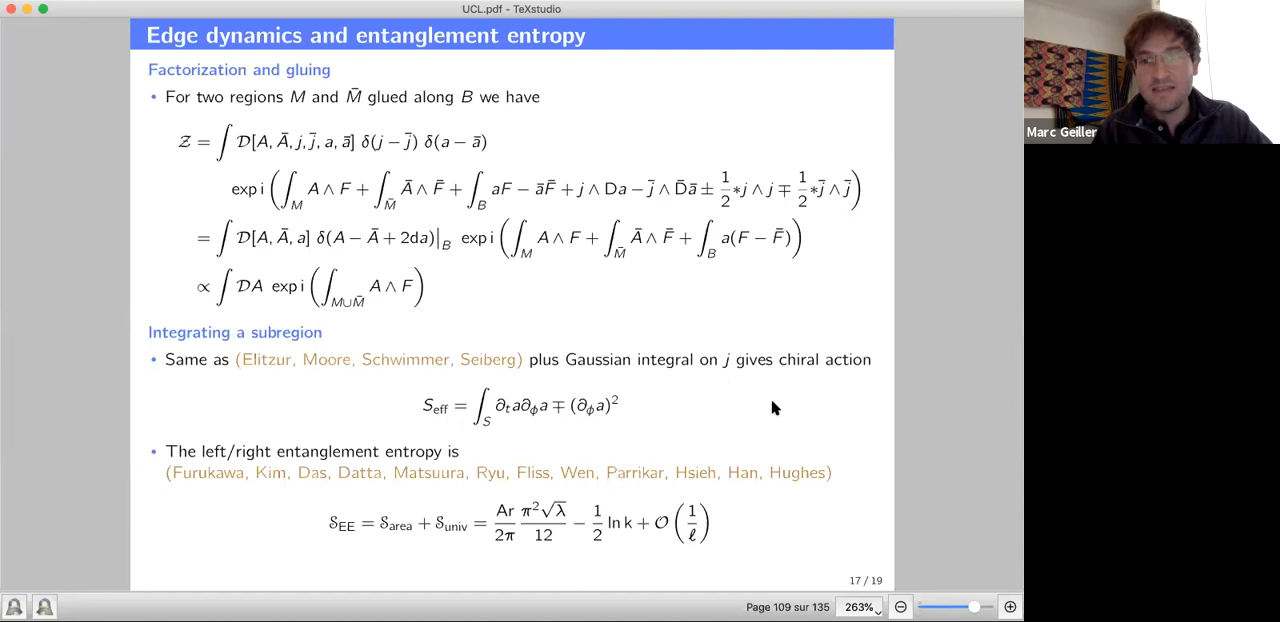 UCL.pdf - TeXstudio
Edge dynamics and entanglement entropy
Factorization and gluing
• For two regions M and M̄ glued along B we have
𝒵 = ∫ 𝒟[A, Ā, j, j̄, a, ā] δ(j − j̄) δ(a − ā)
exp i(∫_M A ∧ F + ∫_M̄ Ā ∧ F̄ + ∫_B aF − āF̄ + j ∧ Da − j̄ ∧ D̄ā ± 1/2 *j ∧ j ∓ 1/2 *j̄ ∧ j̄)
= ∫ 𝒟[A, Ā, a] δ(A − Ā + 2da)|_B exp i(∫_M A ∧ F + ∫_M̄ Ā ∧ F̄ + ∫_B a(F − F̄))
∝ ∫ 𝒟A exp i(∫_{M∪M̄} A ∧ F)
Integrating a subregion
• Same as (Elitzur, Moore, Schwimmer, Seiberg) plus Gaussian integral on j gives chiral action
S_eff = ∫_S ∂_t a∂_ϕ a ∓ (∂_ϕ a)²
• The left/right entanglement entropy is
(Furukawa, Kim, Das, Datta, Matsuura, Ryu, Fliss, Wen, Parrikar, Hsieh, Han, Hughes)
𝒮_EE = 𝒮_area + 𝒮_univ = Ar/2π π²√λ/12 − 1/2 ln k + 𝒪(1/ℓ)
17 / 19
Page 109 sur 135
263%
Marc Geiller